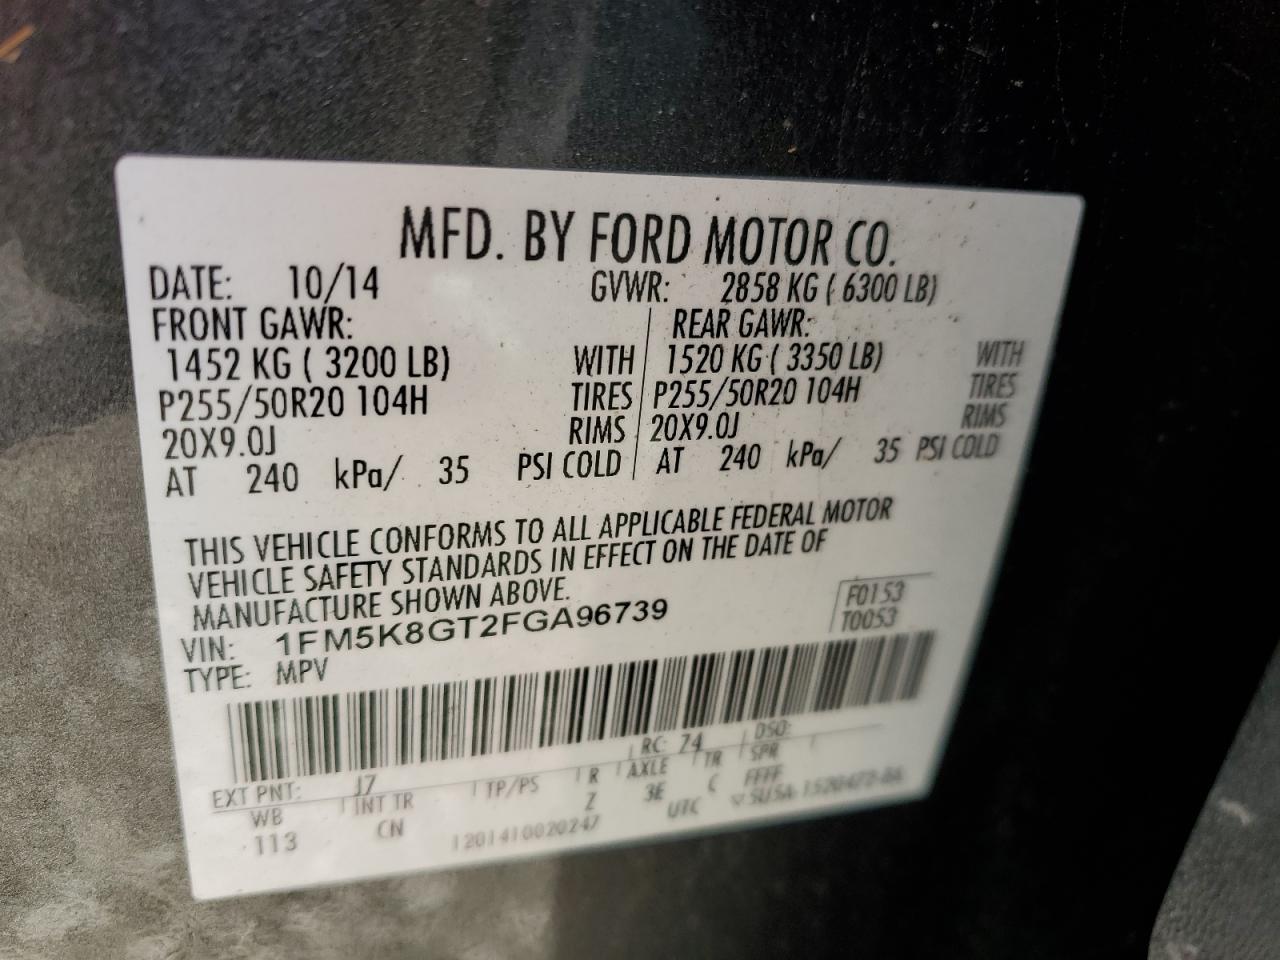 MFD. BY FORD MOTOR CO.
DATE: 10/14 GVWR: 2858 KG ( 6300 LB)
FRONT GAWR: REAR GAWR:
1452 KG ( 3200 LB) WITH 1520 KG ( 3350 LB) WITH
P255/50R20 104H TIRES P255/50R20 104H TIRES
20X9.0J RIMS 20X9.0J RIMS
AT 240 kPa/ 35 PSI COLD AT 240 kPa/ 35 PSI COLD
THIS VEHICLE CONFORMS TO ALL APPLICABLE FEDERAL MOTOR
VEHICLE SAFETY STANDARDS IN EFFECT ON THE DATE OF
MANUFACTURE SHOWN ABOVE.
F0153
VIN: 1FM5K8GT2FGA96739 T0053
TYPE: MPV
EXT PNT: J7 RC: 74 DSO:
WB INT TR TP/PS R AXLE TR SPR
113 CN Z 3E C FFFF
1201410020247 UTC